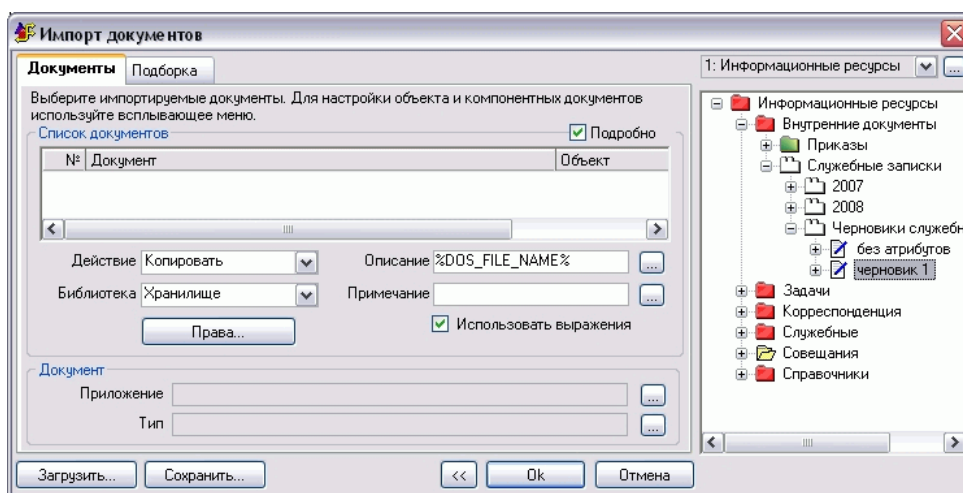 Импорт документов
Документы Подборка
Выберите импортируемые документы. Для настройки объекта и компонентных документов
используйте всплывающее меню.
Список документов
Подробно
№ Документ Объект
Действие Копировать Описание %DOS_FILE_NAME% ...
Библиотека Хранилище Примечание ...
Права... Использовать выражения
Документ
Приложение ...
Тип ...
Загрузить... Сохранить... << Ok Отмена
1: Информационные ресурсы ...
Информационные ресурсы
Внутренние документы
Приказы
Служебные записки
2007
2008
Черновики служебн
без атрибутов
черновик 1
Задачи
Корреспонденция
Служебные
Совещания
Справочники